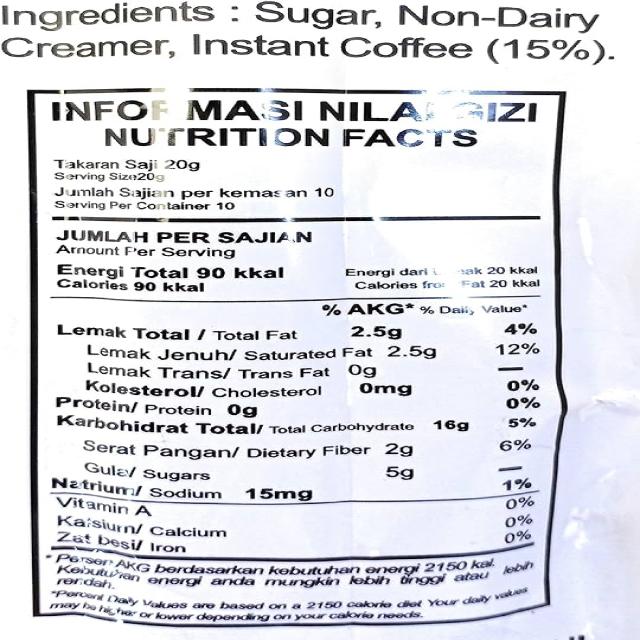 Ingredients : Sugar, Non-Dairy
Creamer, Instant Coffee (15%).
INFORMASI NILAI GIZI
NUTRITION FACTS
Takaran Saji 20g
Serving Size20g
Jumlah Sajian per kemasan 10
Serving Per Container 10
JUMLAH PER SAJIAN
Amount Per Serving
Energi Total 90 kkal Energi dari lemak 20 kkal
Calories 90 kkal Calories from Fat 20 kkal
% AKG* % Daily Value*
Lemak Total / Total Fat 2.5g 4%
Lemak Jenuh/ Saturated Fat 2.5g 12%
Lemak Trans/ Trans Fat 0g —
Kolesterol/ Cholesterol 0mg 0%
Protein/ Protein 0g 0%
Karbohidrat Total/ Total Carbohydrate 16g 5%
Serat Pangan/ Dietary Fiber 2g 6%
Gula/ Sugars 5g —
Natrium/ Sodium 15mg 1%
Vitamin A 0%
Kalsium/ Calcium 0%
Zat besi/ Iron 0%
*Persen AKG berdasarkan kebutuhan energi 2150 kal.
Kebutuhan energi anda mungkin lebih tinggi atau lebih
rendah.
*Percent Daily Values are based on a 2150 calorie diet Your daily values
may be higher or lower depending on your calorie needs.